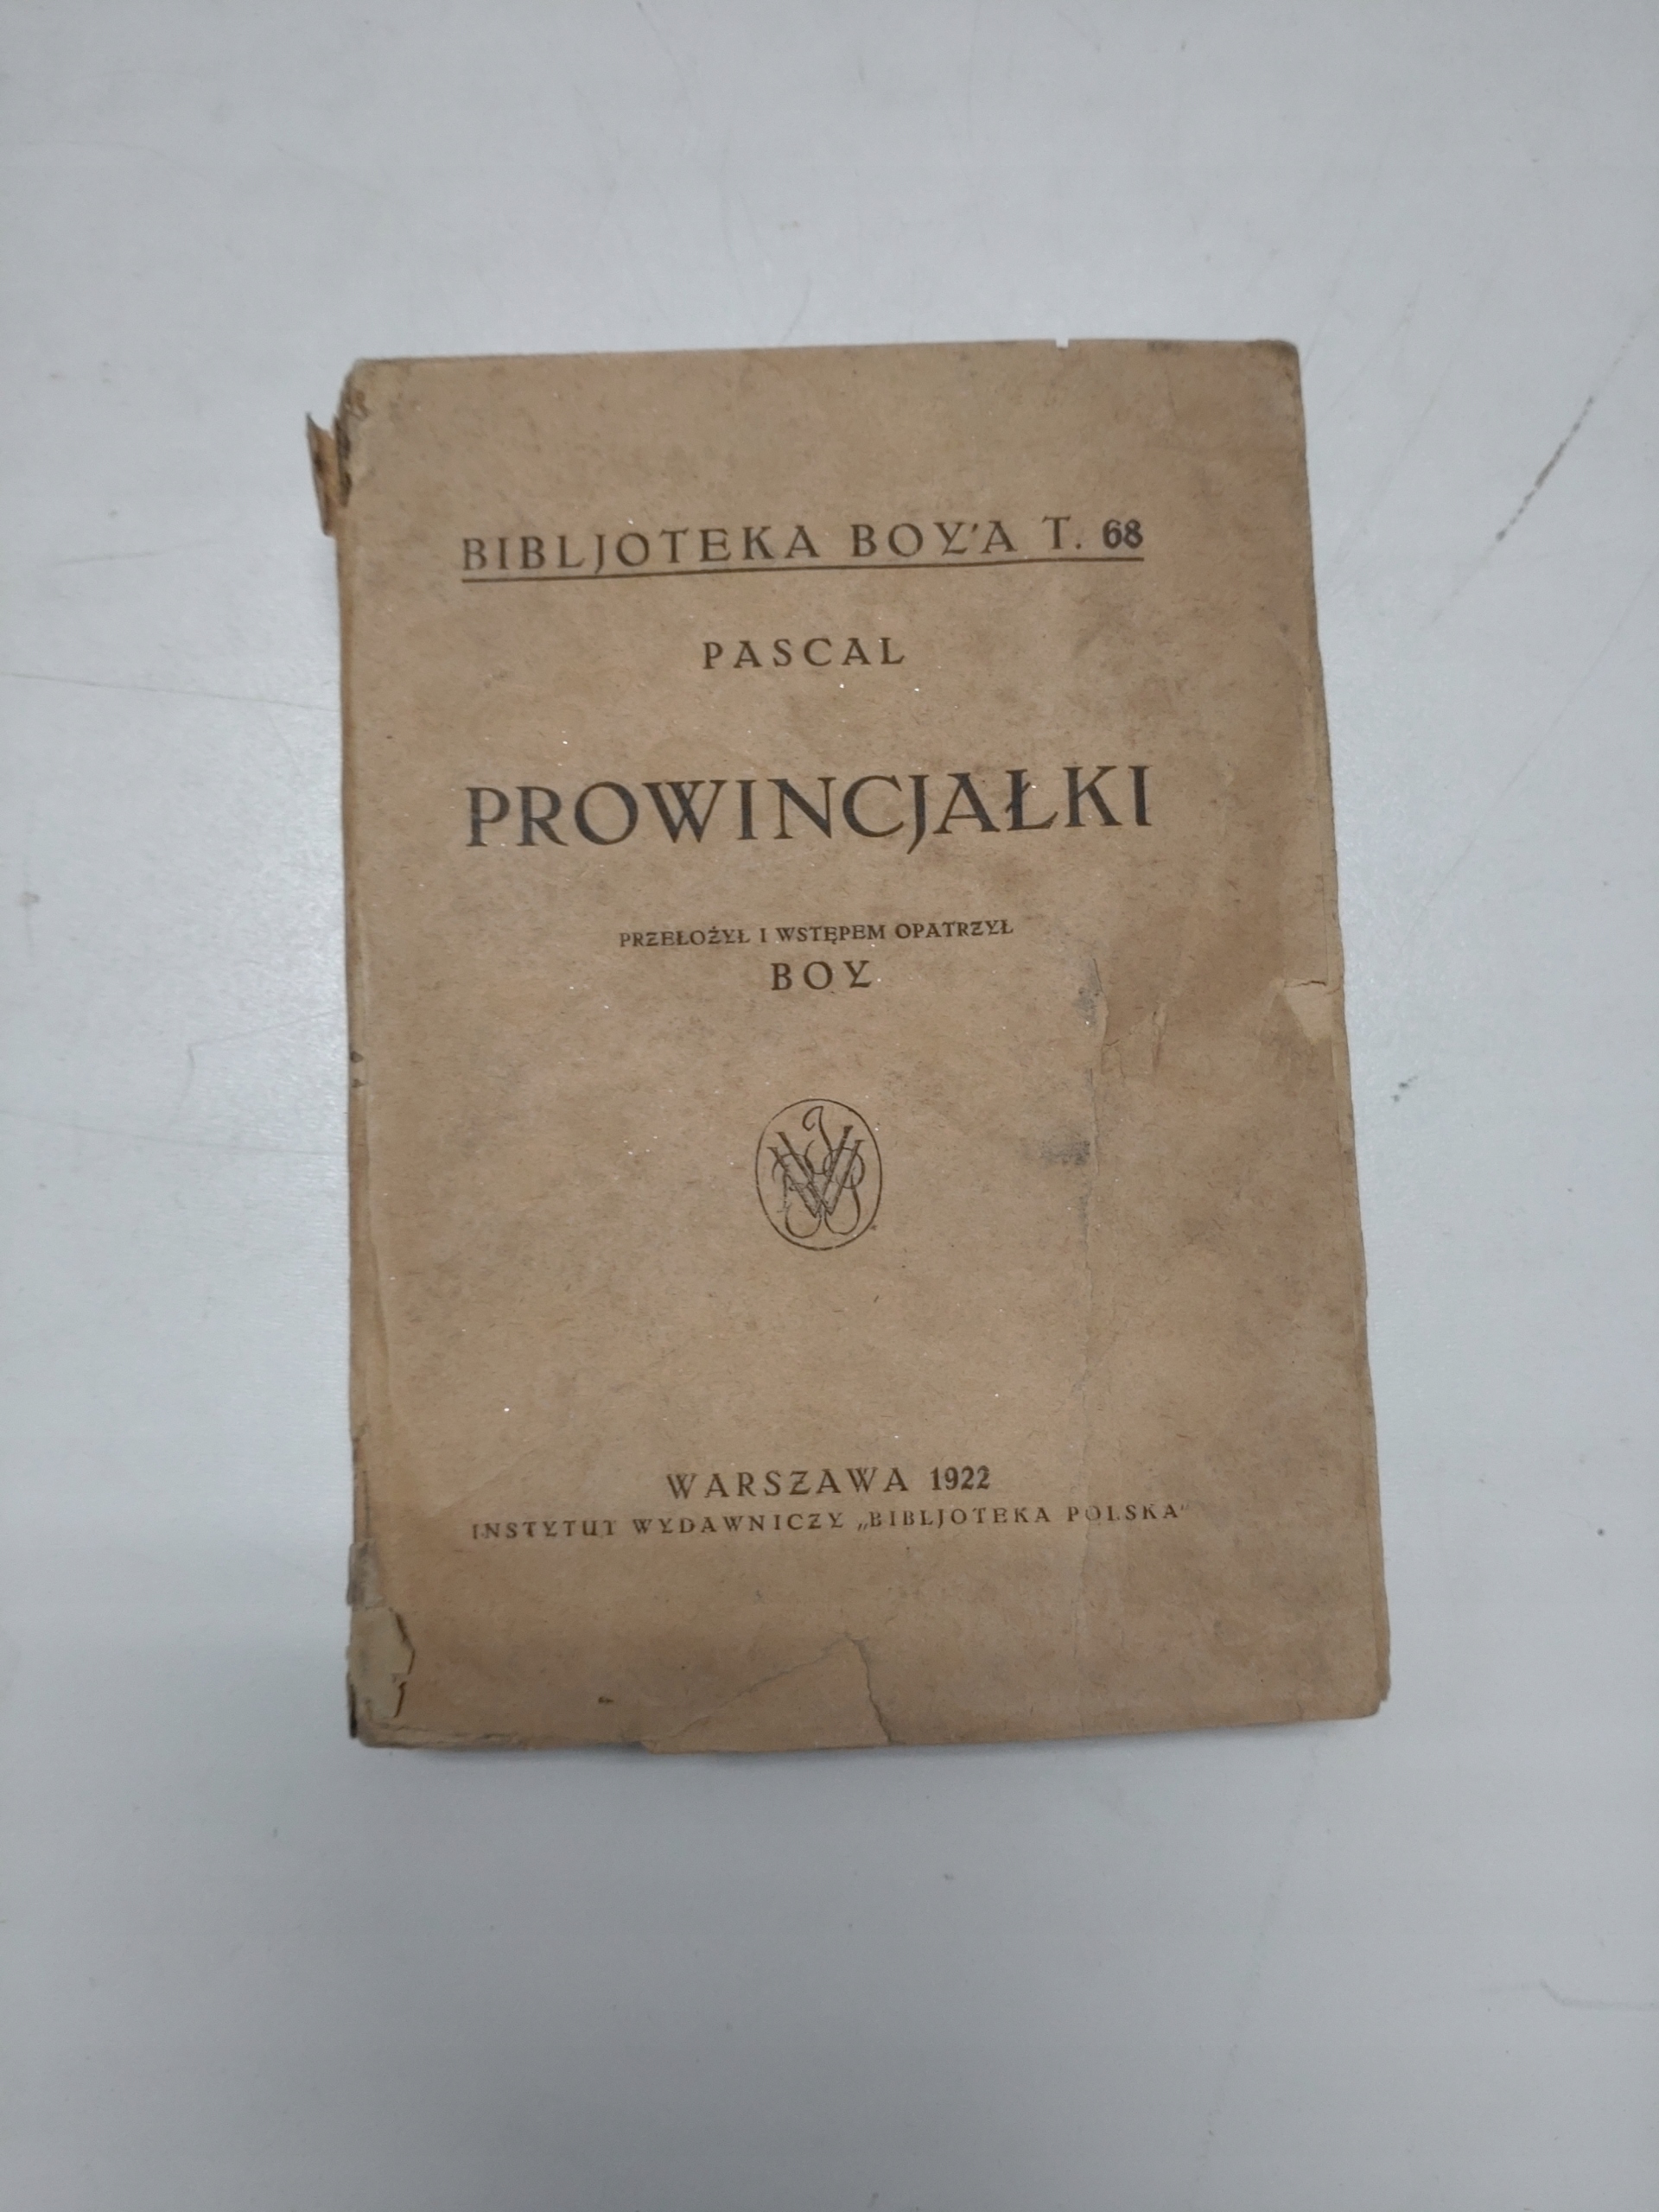 BIBLJOTEKA BOY'A T. 68
PASCAL
PROWINCJAŁKI
PRZEŁOŻYŁ I WSTĘPEM OPATRZYŁ
BOY
WARSZAWA 1922
INSTYTUT WYDAWNICZY „BIBLJOTEKA POLSKA"